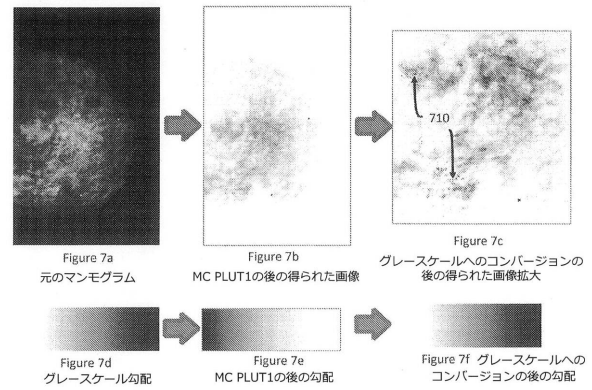 710
Figure 7a
元のマンモグラム
Figure 7b
MC PLUT1の後の得られた画像
Figure 7c
グレースケールへのコンバージョンの
後の得られた画像拡大
Figure 7d
グレースケール勾配
Figure 7e
MC PLUT1の後の勾配
Figure 7f グレースケールへの
コンバージョンの後の勾配